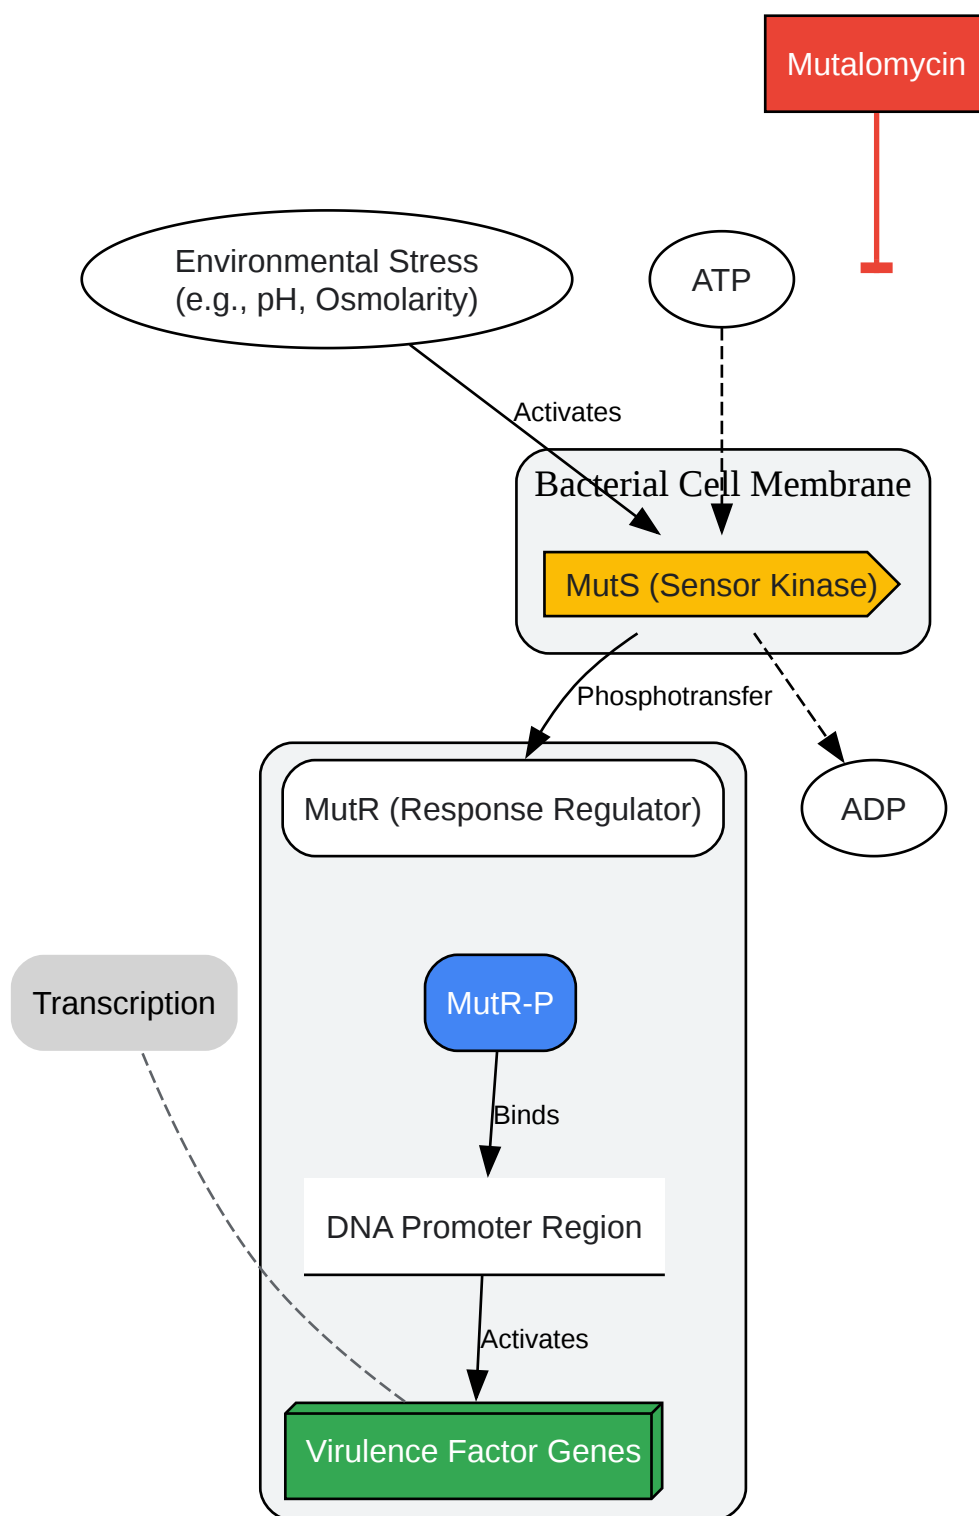 Mutalomycin
Environmental Stress
(e.g., pH, Osmolarity)
ATP
Activates
Bacterial Cell Membrane
MutS (Sensor Kinase)
Phosphotransfer
MutR (Response Regulator)
ADP
Transcription
MutR-P
Binds
DNA Promoter Region
Activates
Virulence Factor Genes